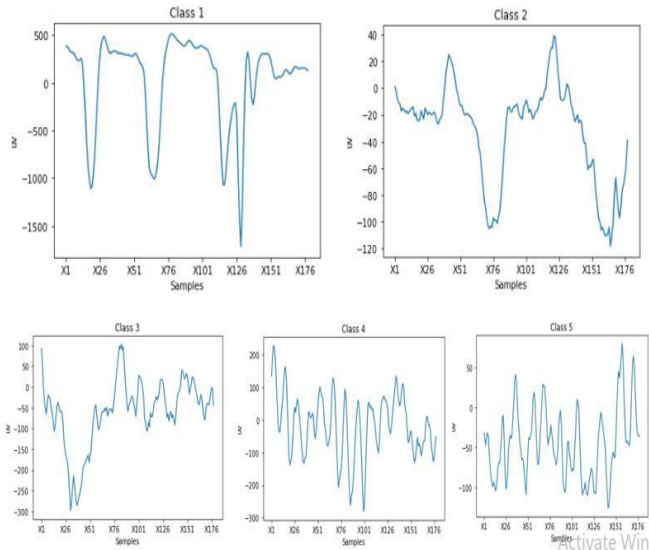 Class 1
500
0
−500
−1000
−1500
uv
X1 X26 X51 X76 X101 X126 X151 X176
Samples
Class 2
40
20
0
−20
−40
−60
−80
−100
−120
uv
X1 X26 X51 X76 X101 X126 X151 X176
Samples
Class 3
100
50
0
−50
−100
−150
−200
−250
−300
uv
X1 X26 X51 X76 X101 X126 X151 X176
Samples
Class 4
200
100
0
−100
−200
−300
uv
X1 X26 X51 X76 X101 X126 X151 X176
Samples
Class 5
50
0
−50
−100
uv
X1 X26 X51 X76 X101 X126 X151 X176
Samples
Activate Win